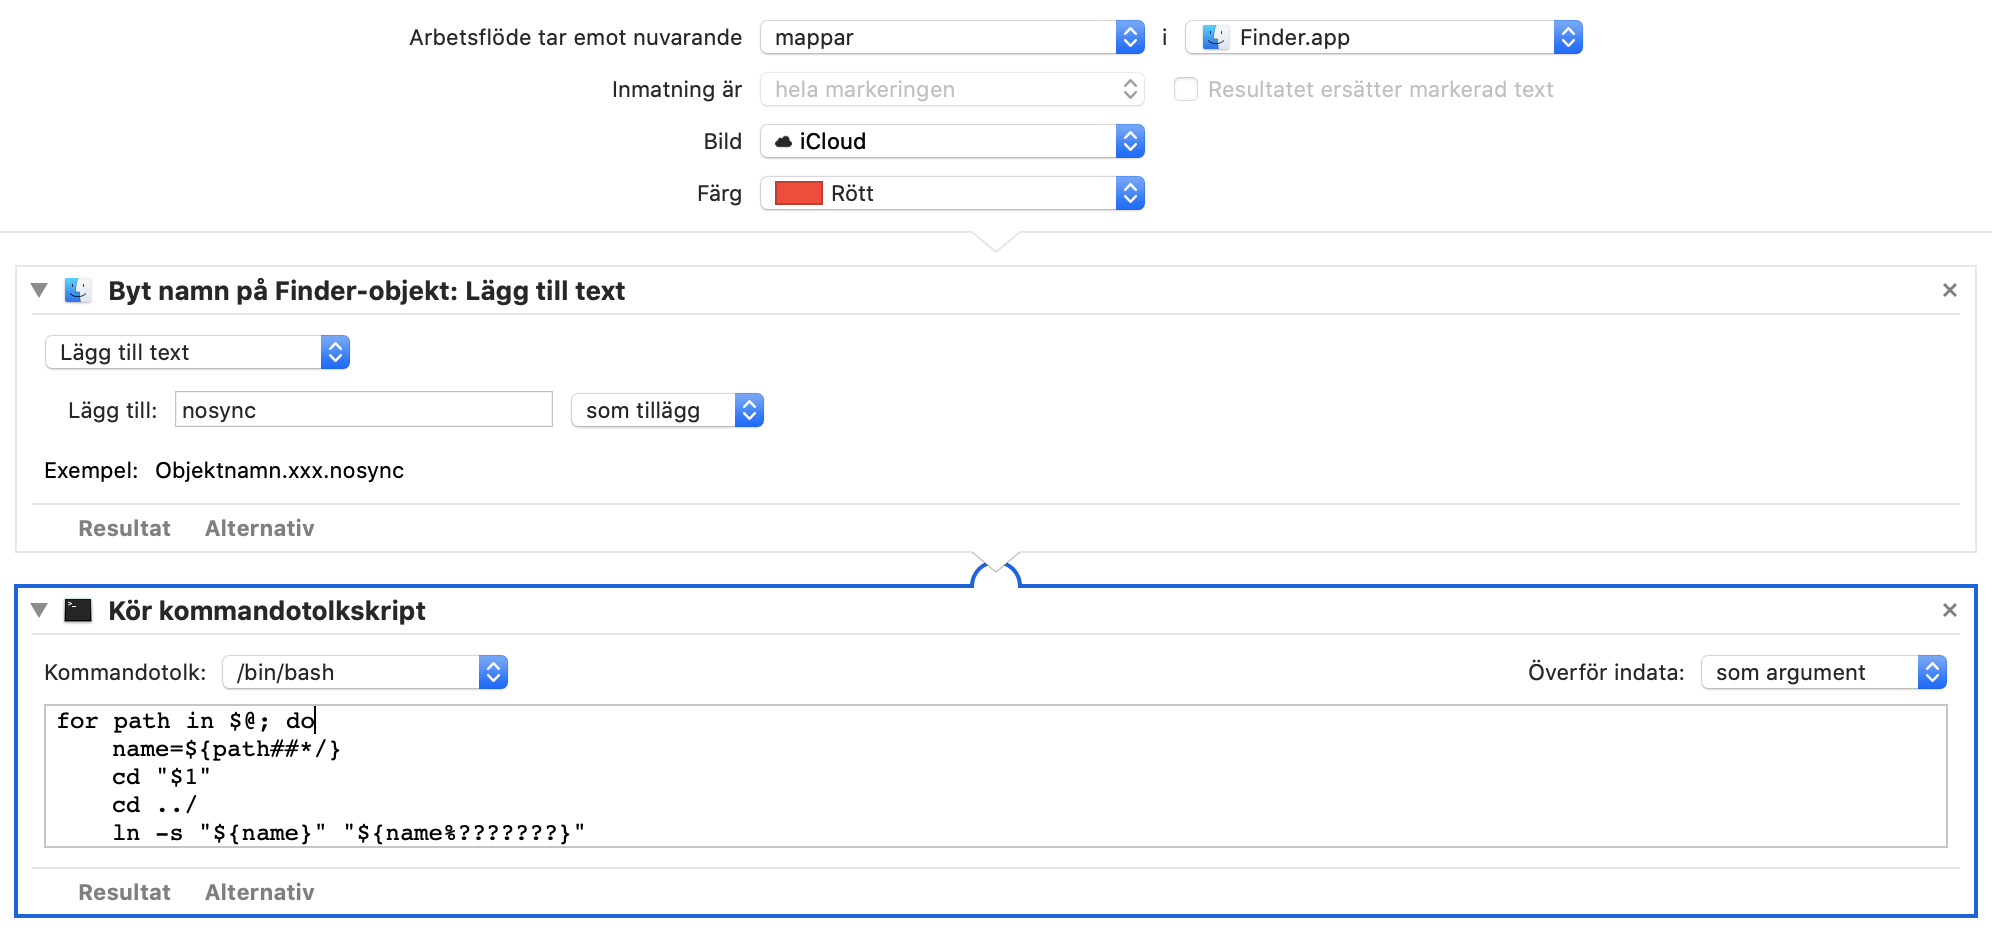 Arbetsflöde tar emot nuvarande mappar i Finder.app
Inmatning är hela markeringen Resultatet ersätter markerad text
Bild iCloud
Färg Rött
Byt namn på Finder-objekt: Lägg till text
Lägg till text
Lägg till: nosync som tillägg
Exempel: Objektnamn.xxx.nosync
Resultat Alternativ
Kör kommandotolkskript
Kommandotolk: /bin/bash Överför indata: som argument
for path in $@; do
name=${path##*/}
cd "$1"
cd ../
ln -s "${name}" "${name%???????}"
Resultat Alternativ